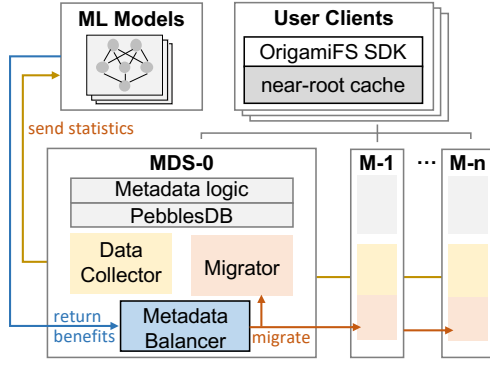 ML Models
User Clients
OrigamiFS SDK
near-root cache
send statistics
MDS-0
M-1
...
M-n
Metadata logic
PebblesDB
Data
Collector
Migrator
return
benefits
Metadata
Balancer
migrate